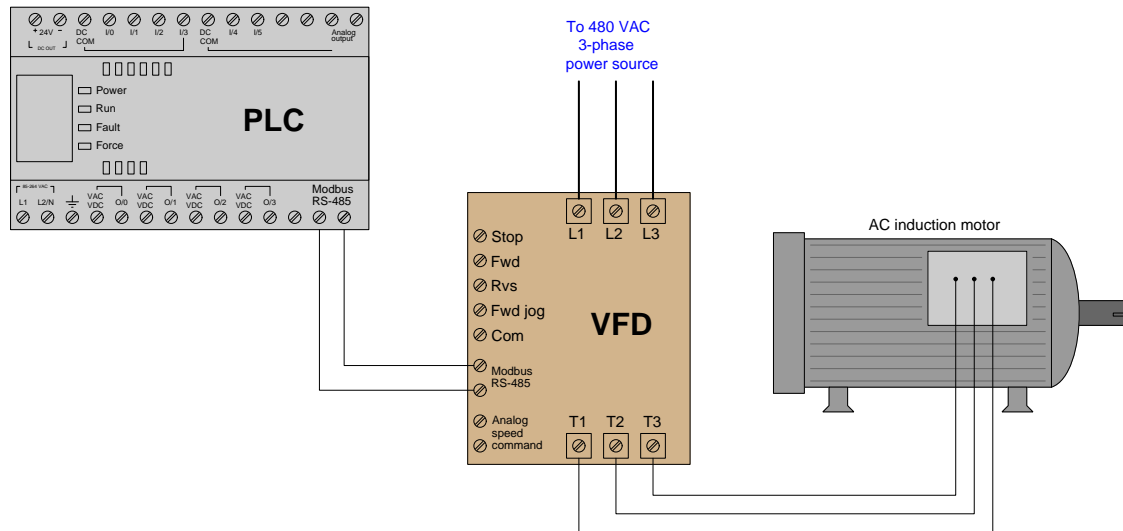 + 24V −
DC OUT
DC COM
I/0
I/1
I/2
I/3
DC COM
I/4
I/5
Analog output
Power
Run
Fault
Force
PLC
85-264 VAC
L1
L2/N
VAC VDC
O/0
VAC VDC
O/1
VAC VDC
O/2
VAC VDC
O/3
Modbus
RS-485
To 480 VAC
3-phase
power source
L1
L2
L3
Stop
Fwd
Rvs
Fwd jog
Com
VFD
Modbus
RS-485
Analog
speed
command
T1
T2
T3
AC induction motor